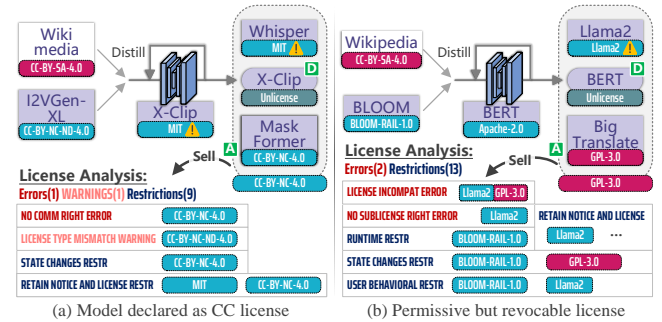 Wiki
media
CC-BY-SA-4.0
Distill
Whisper
MIT
D
X-Clip
Unlicense
I2VGen-
XL
CC-BY-NC-ND-4.0
X-Clip
MIT
Mask
Former
CC-BY-NC-4.0
A
Sell
CC-BY-NC-4.0
License Analysis:
Errors(1) WARNINGS(1) Restrictions(9)
NO COMM RIGHT ERROR CC-BY-NC-4.0
LICENSE TYPE MISMATCH WARNING CC-BY-NC-ND-4.0
STATE CHANGES RESTR CC-BY-NC-4.0
RETAIN NOTICE AND LICENSE RESTR MIT CC-BY-NC-4.0
(a) Model declared as CC license
Wikipedia
CC-BY-SA-4.0
Distill
Llama2
Llama2
D
BERT
Unlicense
BLOOM
BLOOM-RAIL-1.0
BERT
Apache-2.0
Big
Translate
GPL-3.0
A
Sell
GPL-3.0
License Analysis:
Errors(2) Restrictions(13)
LICENSE INCOMPAT ERROR Llama2 GPL-3.0
NO SUBLICENSE RIGHT ERROR Llama2
RETAIN NOTICE AND LICENSE
Llama2 ...
RUNTIME RESTR BLOOM-RAIL-1.0
STATE CHANGES RESTR BLOOM-RAIL-1.0 GPL-3.0
USER BEHAVIORAL RESTR BLOOM-RAIL-1.0 Llama2
(b) Permissive but revocable license